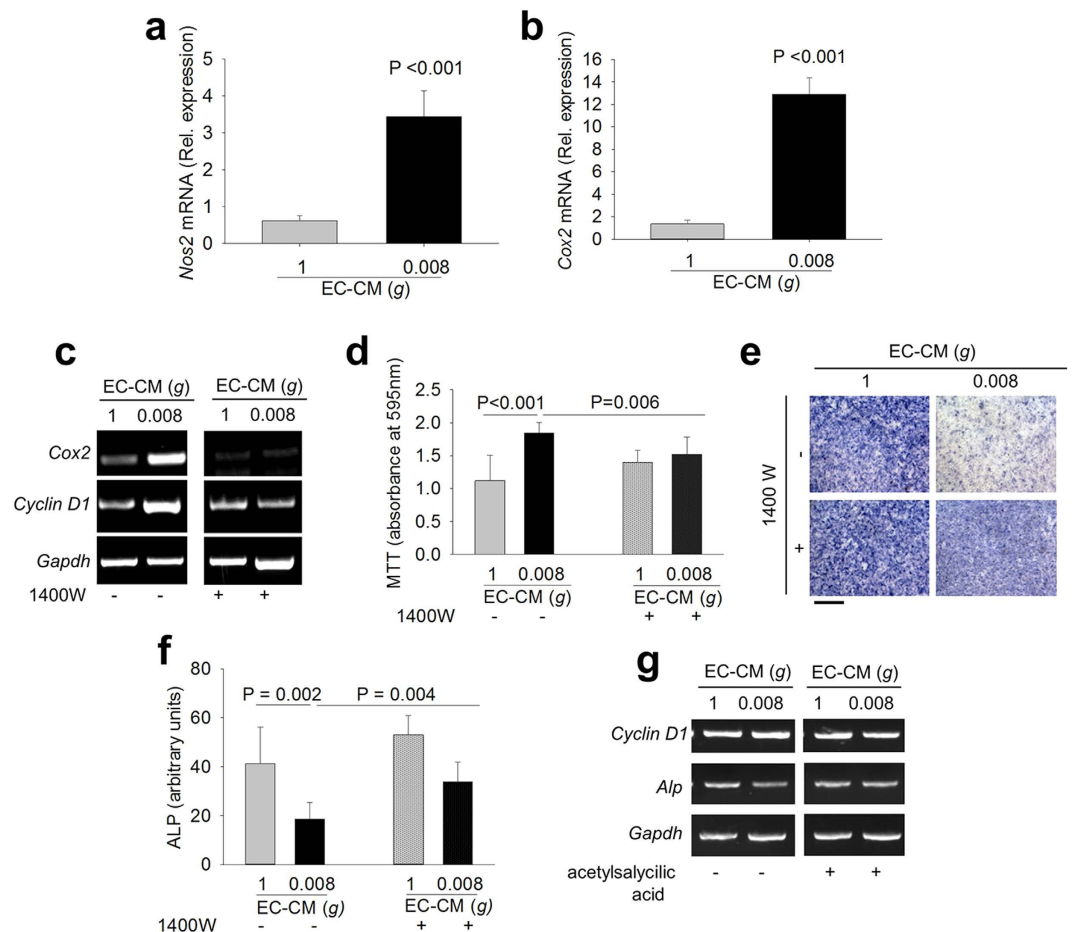 a
Nos2 mRNA (Rel. expression)
5
4
3
2
1
0
P <0.001
1 0.008
EC-CM (g)
b
Cox2 mRNA (Rel. expression)
16
14
12
10
8
6
4
2
0
P <0.001
1 0.008
EC-CM (g)
c
EC-CM (g) EC-CM (g)
1 0.008 1 0.008
Cox2
Cyclin D1
Gapdh
1400W - - + +
d
MTT (absorbance at 595nm)
2.5
2.0
1.5
1.0
0.5
0.0
P<0.001 P=0.006
1 0.008 1 0.008
EC-CM (g) EC-CM (g)
1400W - - + +
e
EC-CM (g)
1 0.008
1400 W
-
+
f
ALP (arbitrary units)
80
60
40
20
0
P = 0.002 P = 0.004
1 0.008 1 0.008
EC-CM (g) EC-CM (g)
1400W - - + +
g
EC-CM (g) EC-CM (g)
1 0.008 1 0.008
Cyclin D1
Alp
Gapdh
acetylsalycilic - - + +
acid